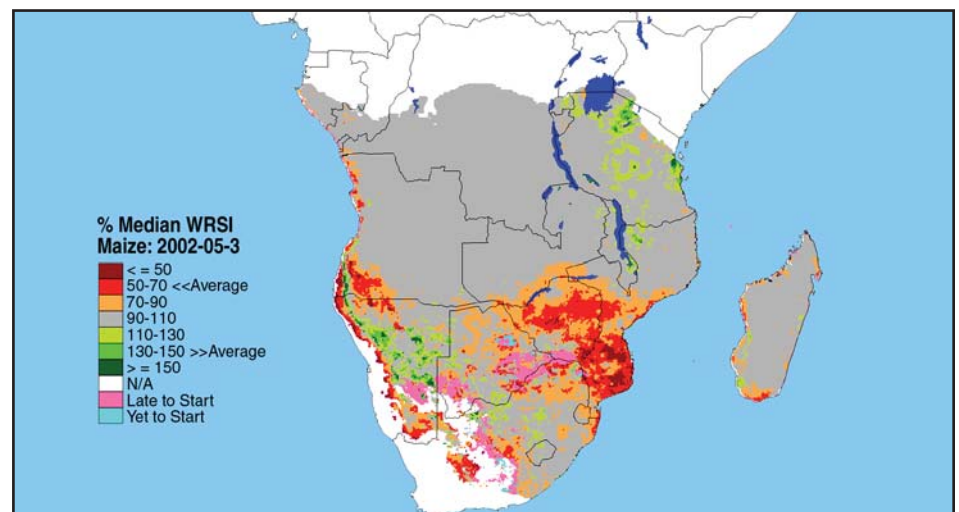 % Median WRSI
Maize: 2002-05-3
< = 50
50-70 <<Average
70-90
90-110
110-130
130-150 >>Average
> = 150
N/A
Late to Start
Yet to Start